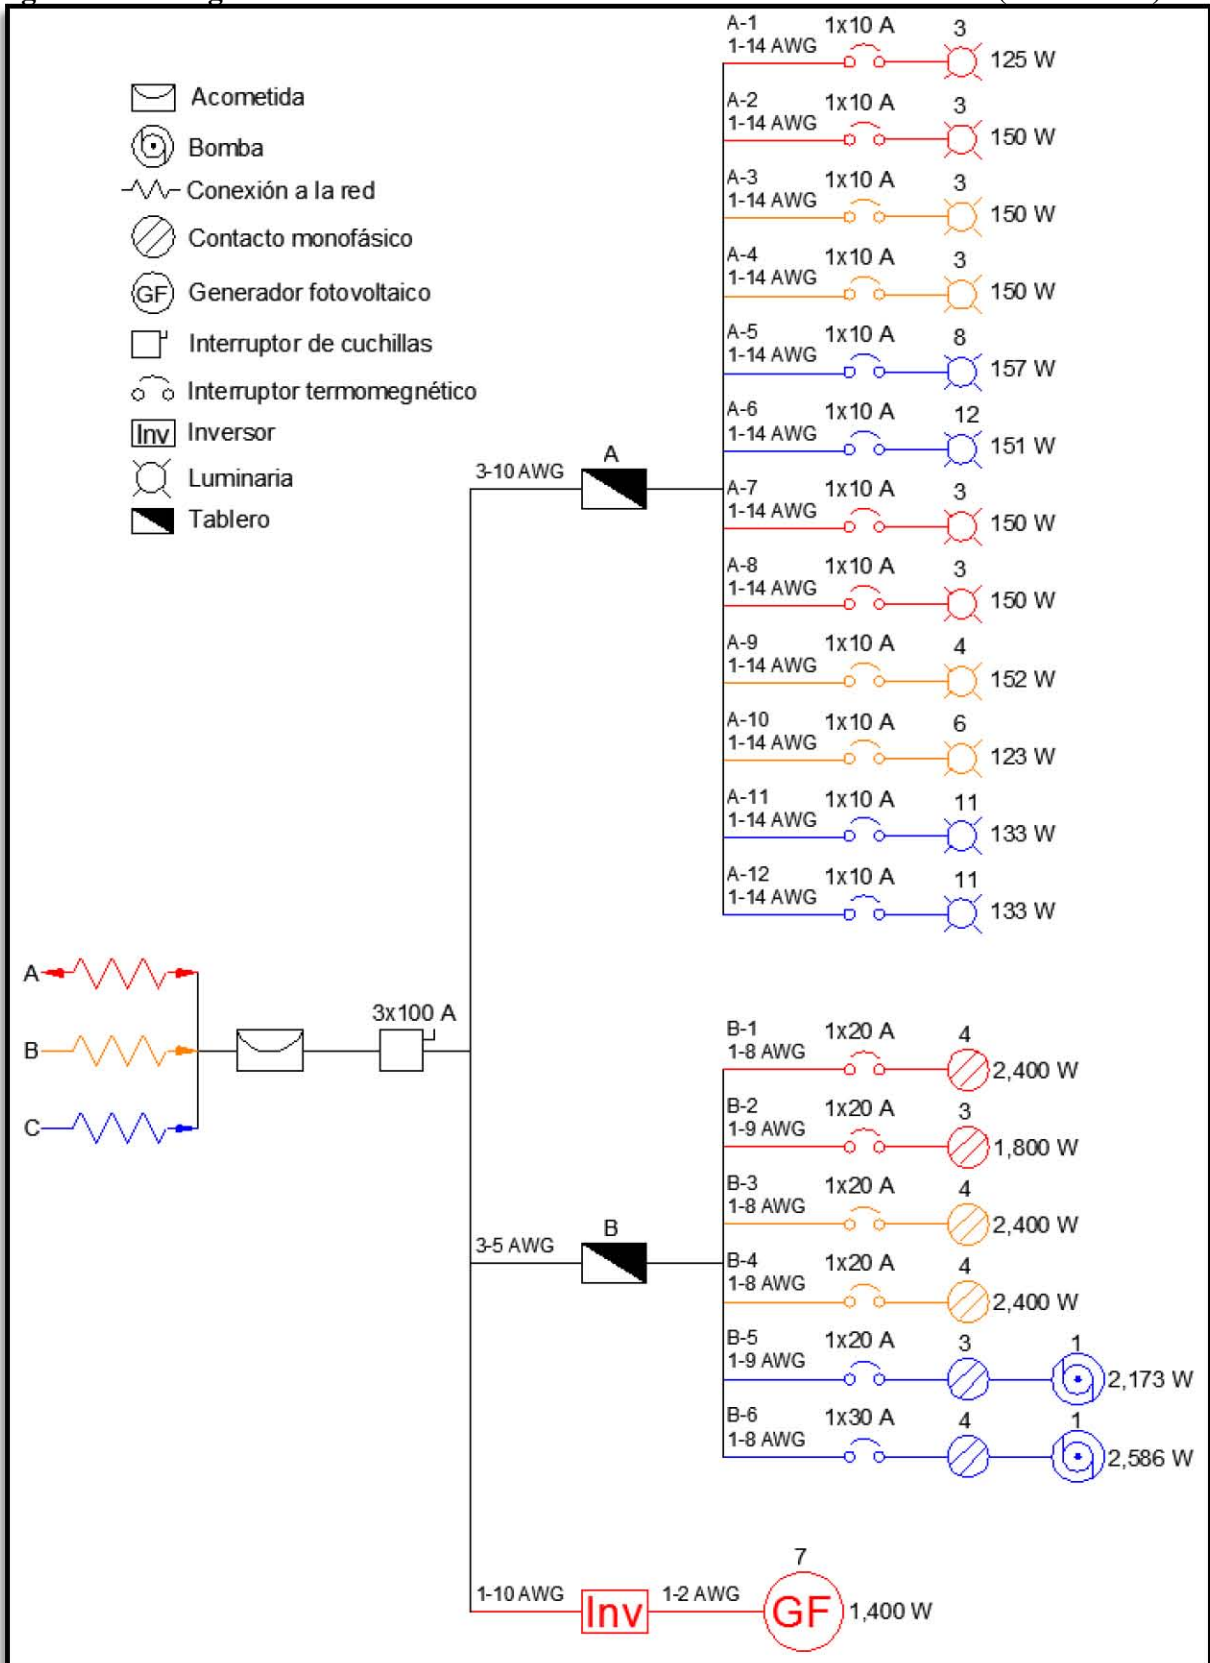 Acometida
Bomba
Conexión a la red
Contacto monofásico
GF Generador fotovoltaico
Interruptor de cuchillas
Interruptor termomegnético
Inv Inversor
Luminaria
Tablero
A-1 1x10 A 3
1-14 AWG 125 W
A-2 1x10 A 3
1-14 AWG 150 W
A-3 1x10 A 3
1-14 AWG 150 W
A-4 1x10 A 3
1-14 AWG 150 W
A-5 1x10 A 8
1-14 AWG 157 W
A-6 1x10 A 12
1-14 AWG 151 W
3-10 AWG A
A-7 1x10 A 3
1-14 AWG 150 W
A-8 1x10 A 3
1-14 AWG 150 W
A-9 1x10 A 4
1-14 AWG 152 W
A-10 1x10 A 6
1-14 AWG 123 W
A-11 1x10 A 11
1-14 AWG 133 W
A-12 1x10 A 11
1-14 AWG 133 W
A
B
C
3x100 A
B-1 1x20 A 4
1-8 AWG 2,400 W
B-2 1x20 A 3
1-9 AWG 1,800 W
B-3 1x20 A 4
1-8 AWG 2,400 W
3-5 AWG B
B-4 1x20 A 4
1-8 AWG 2,400 W
B-5 1x20 A 3 1
1-9 AWG 2,173 W
B-6 1x30 A 4 1
1-8 AWG 2,586 W
7
1-10 AWG Inv 1-2 AWG GF 1,400 W